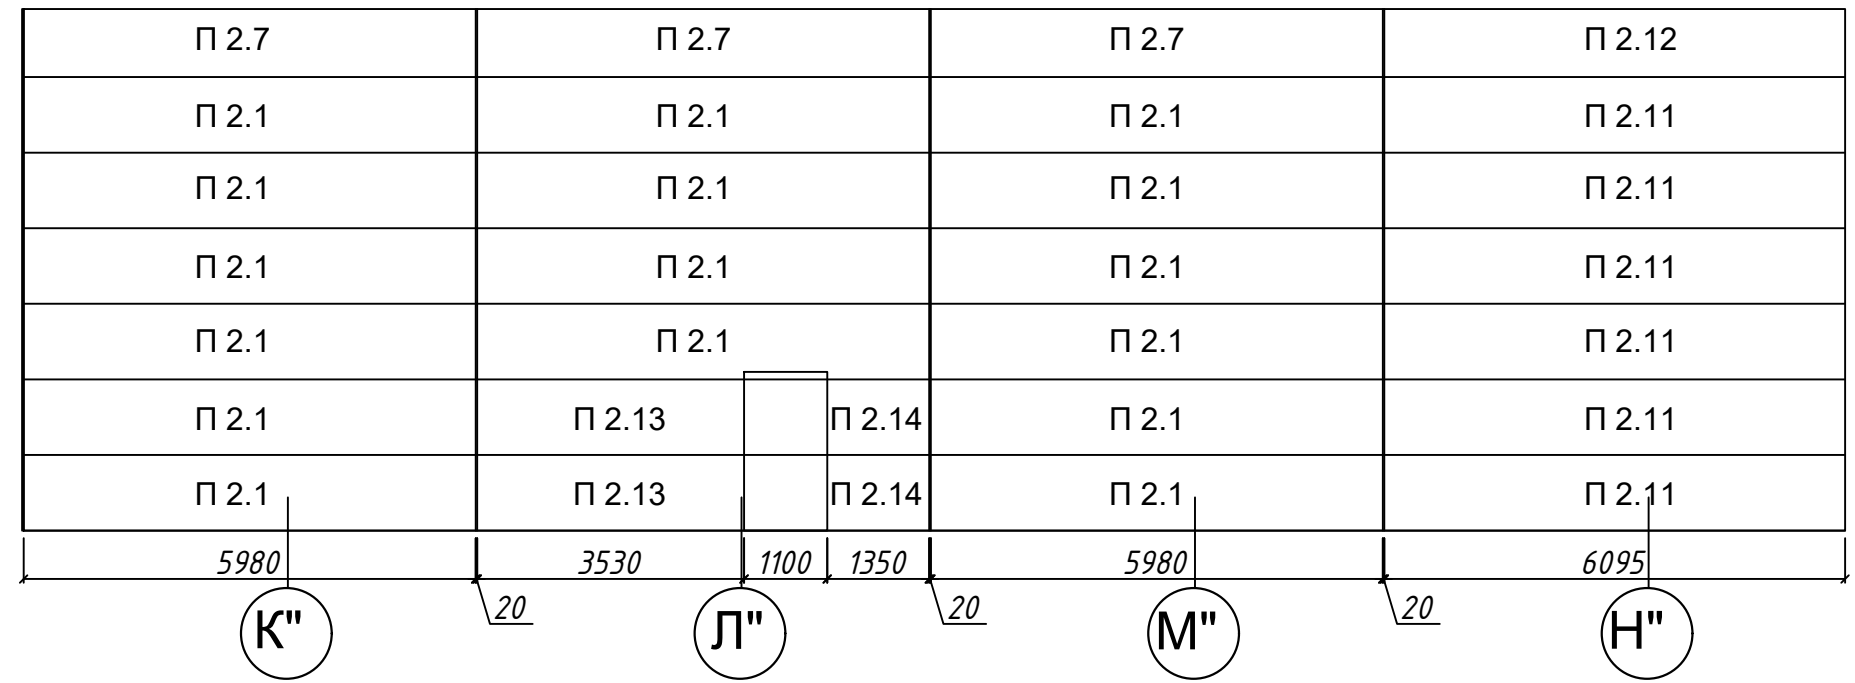 П 2.7 П 2.7 П 2.7 П 2.12
П 2.1 П 2.1 П 2.1 П 2.11
П 2.1 П 2.1 П 2.1 П 2.11
П 2.1 П 2.1 П 2.1 П 2.11
П 2.1 П 2.1 П 2.1 П 2.11
П 2.1 П 2.13 П 2.14 П 2.1 П 2.11
П 2.1 П 2.13 П 2.14 П 2.1 П 2.11
5980 3530 1100 1350 5980 6095
20 20 20
К" Л" М" Н"